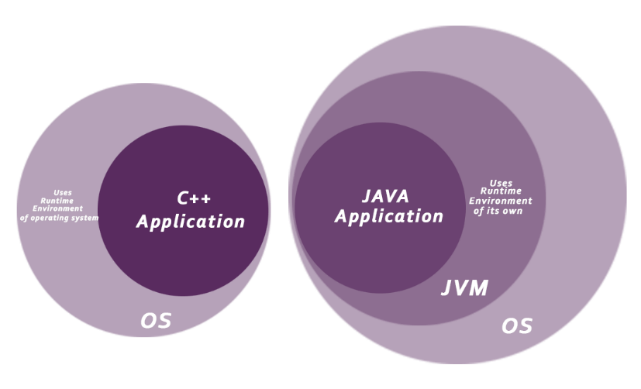 Uses
Runtime
Environment
of operating system
C++
Application
OS
JAVA
Application
Uses
Runtime
Environment
of its own
JVM
OS